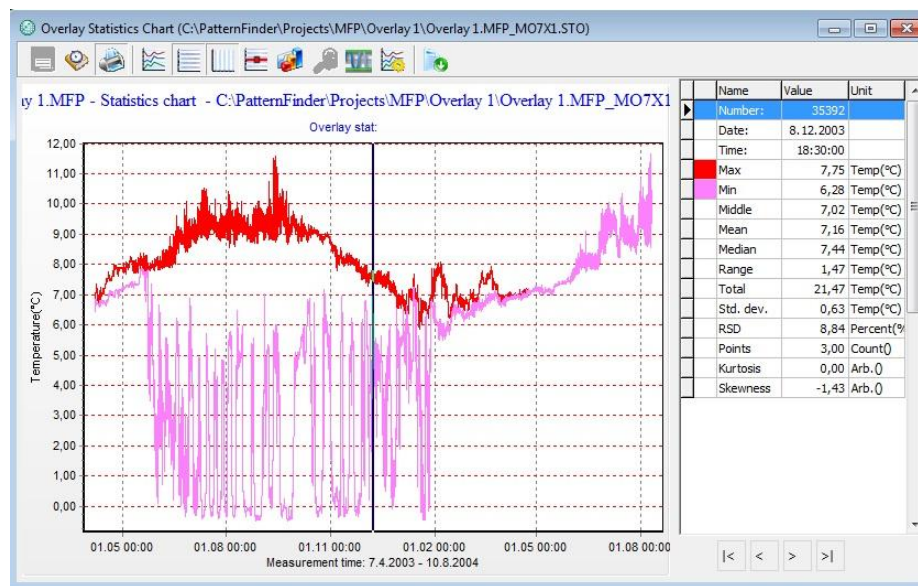 Overlay Statistics Chart (C:\PatternFinder\Projects\MFP\Overlay 1\Overlay 1.MFP_MO7X1.STO)
ıy 1.MFP - Statistics chart - C:\PatternFinder\Projects\MFP\Overlay 1\Overlay 1.MFP_MO7X1
Overlay stat:
12,00
11,00
10,00
9,00
8,00
7,00
6,00
5,00
4,00
3,00
2,00
1,00
0,00
Temperature(°C)
01.05 00:00 01.08 00:00 01.11 00:00 01.02 00:00 01.05 00:00 01.08 00:00
Measurement time: 7.4.2003 - 10.8.2004
Name Value Unit
Number: 35392
Date: 8.12.2003
Time: 18:30:00
Max 7,75 Temp(°C)
Min 6,28 Temp(°C)
Middle 7,02 Temp(°C)
Mean 7,16 Temp(°C)
Median 7,44 Temp(°C)
Range 1,47 Temp(°C)
Total 21,47 Temp(°C)
Std. dev. 0,63 Temp(°C)
RSD 8,84 Percent(%
Points 3,00 Count()
Kurtosis 0,00 Arb.()
Skewness -1,43 Arb.()
|< < > >|